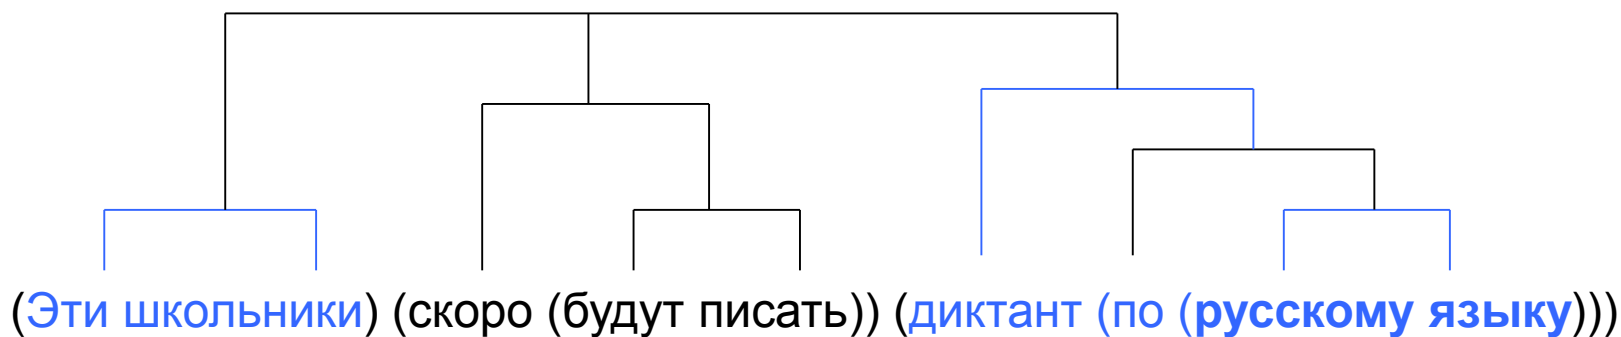 (Эти школьники) (скоро (будут писать)) (диктант (по (русскому языку)))